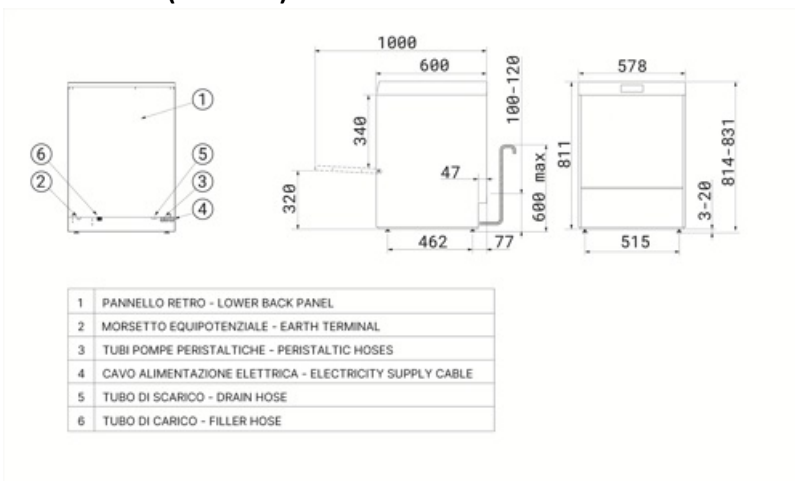 1000
600
578
100-120
340
811
814-831
1
6
5
2
3
4
47
600 max
320
3-20
462
77
515
1 PANNELLO RETRO - LOWER BACK PANEL
2 MORSETTO EQUIPOTENZIALE - EARTH TERMINAL
3 TUBI POMPE PERISTALTICHE - PERISTALTIC HOSES
4 CAVO ALIMENTAZIONE ELETTRICA - ELECTRICITY SUPPLY CABLE
5 TUBO DI SCARICO - DRAIN HOSE
6 TUBO DI CARICO - FILLER HOSE